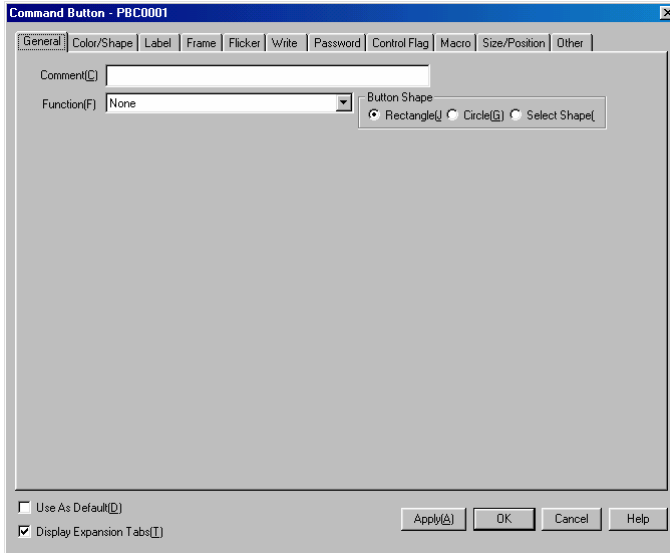 Command Button - PBC0001
General Color/Shape Label Frame Flicker Write Password Control Flag Macro Size/Position Other
Comment(C)
Function(F) None
Button Shape
Rectangle(J Circle(G) Select Shape(
Use As Default(D)
Display Expansion Tabs(T)
Apply(A) OK Cancel Help